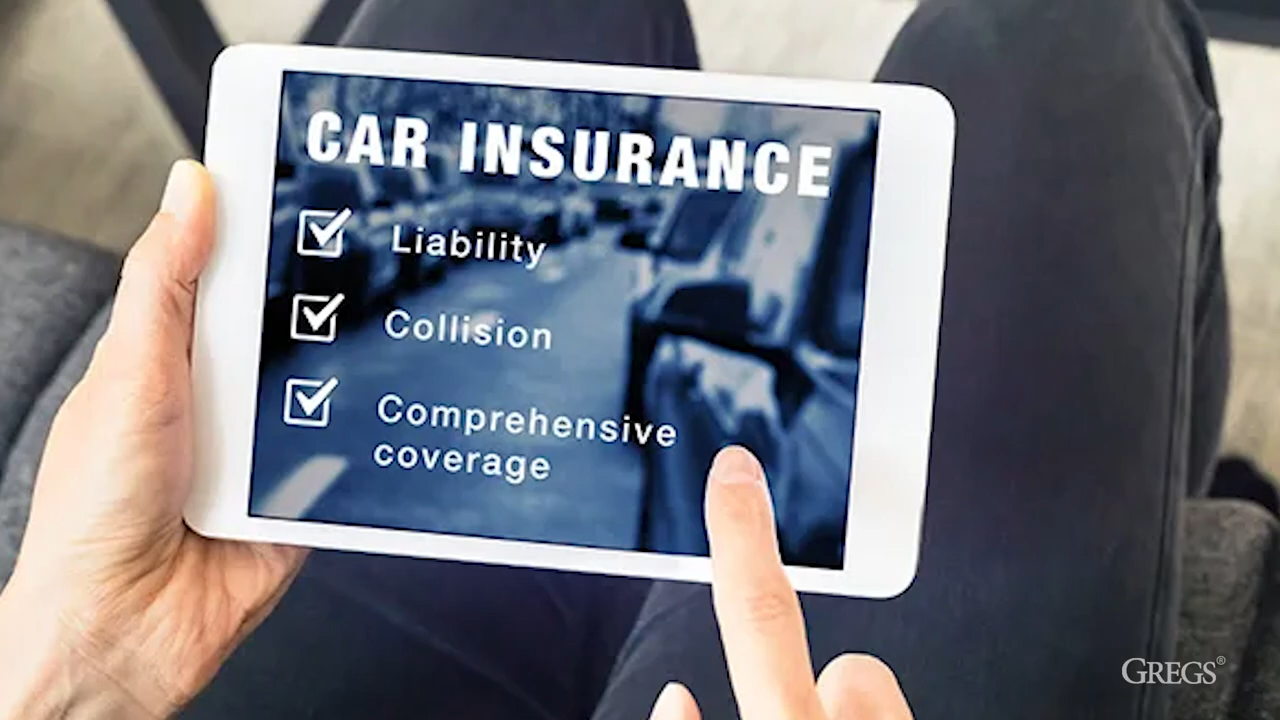 CAR INSURANCE
Liability
Collision
Comprehensive
coverage
GREGS®